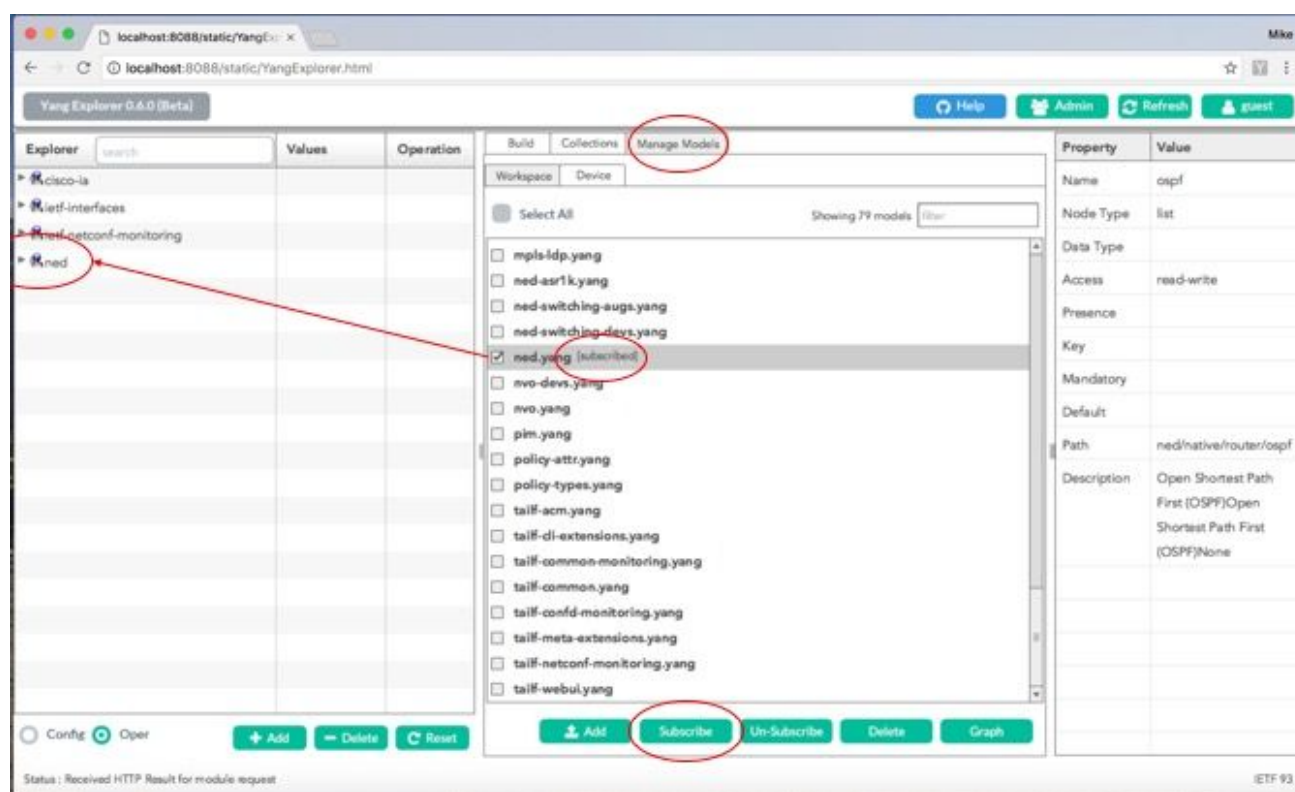 localhost:8088/static/YangEx
Mike
localhost:8088/static/YangExplorer.html
Yang Explorer 0.6.0 (Beta)
Help
Admin
Refresh
guest
Explorer
search
Values
Operation
cisco-ia
ietf-interfaces
ietf-netconf-monitoring
ned
Build
Collections
Manage Models
Workspace
Device
Select All
Showing 79 models
filter
mpls-ldp.yang
ned-asr1k.yang
ned-switching-augs.yang
ned-switching-devs.yang
ned.yang [subscribed]
nvo-devs.yang
nvo.yang
pim.yang
policy-attr.yang
policy-types.yang
tailf-acm.yang
tailf-cli-extensions.yang
tailf-common-monitoring.yang
tailf-common.yang
tailf-confd-monitoring.yang
tailf-meta-extensions.yang
tailf-netconf-monitoring.yang
tailf-webui.yang
Add
Subscribe
Un-Subscribe
Delete
Graph
Property
Value
Name
ospf
Node Type
list
Data Type
Access
read-write
Presence
Key
Mandatory
Default
Path
ned/native/router/ospf
Description
Open Shortest Path
First (OSPF)Open
Shortest Path First
(OSPF)None
Config
Oper
Add
Delete
Reset
Status : Received HTTP Result for module request
IETF 93